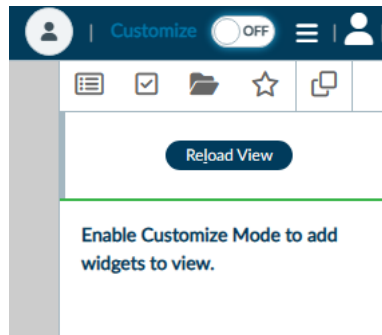 Customize OFF
Reload View
Enable Customize Mode to add
widgets to view.